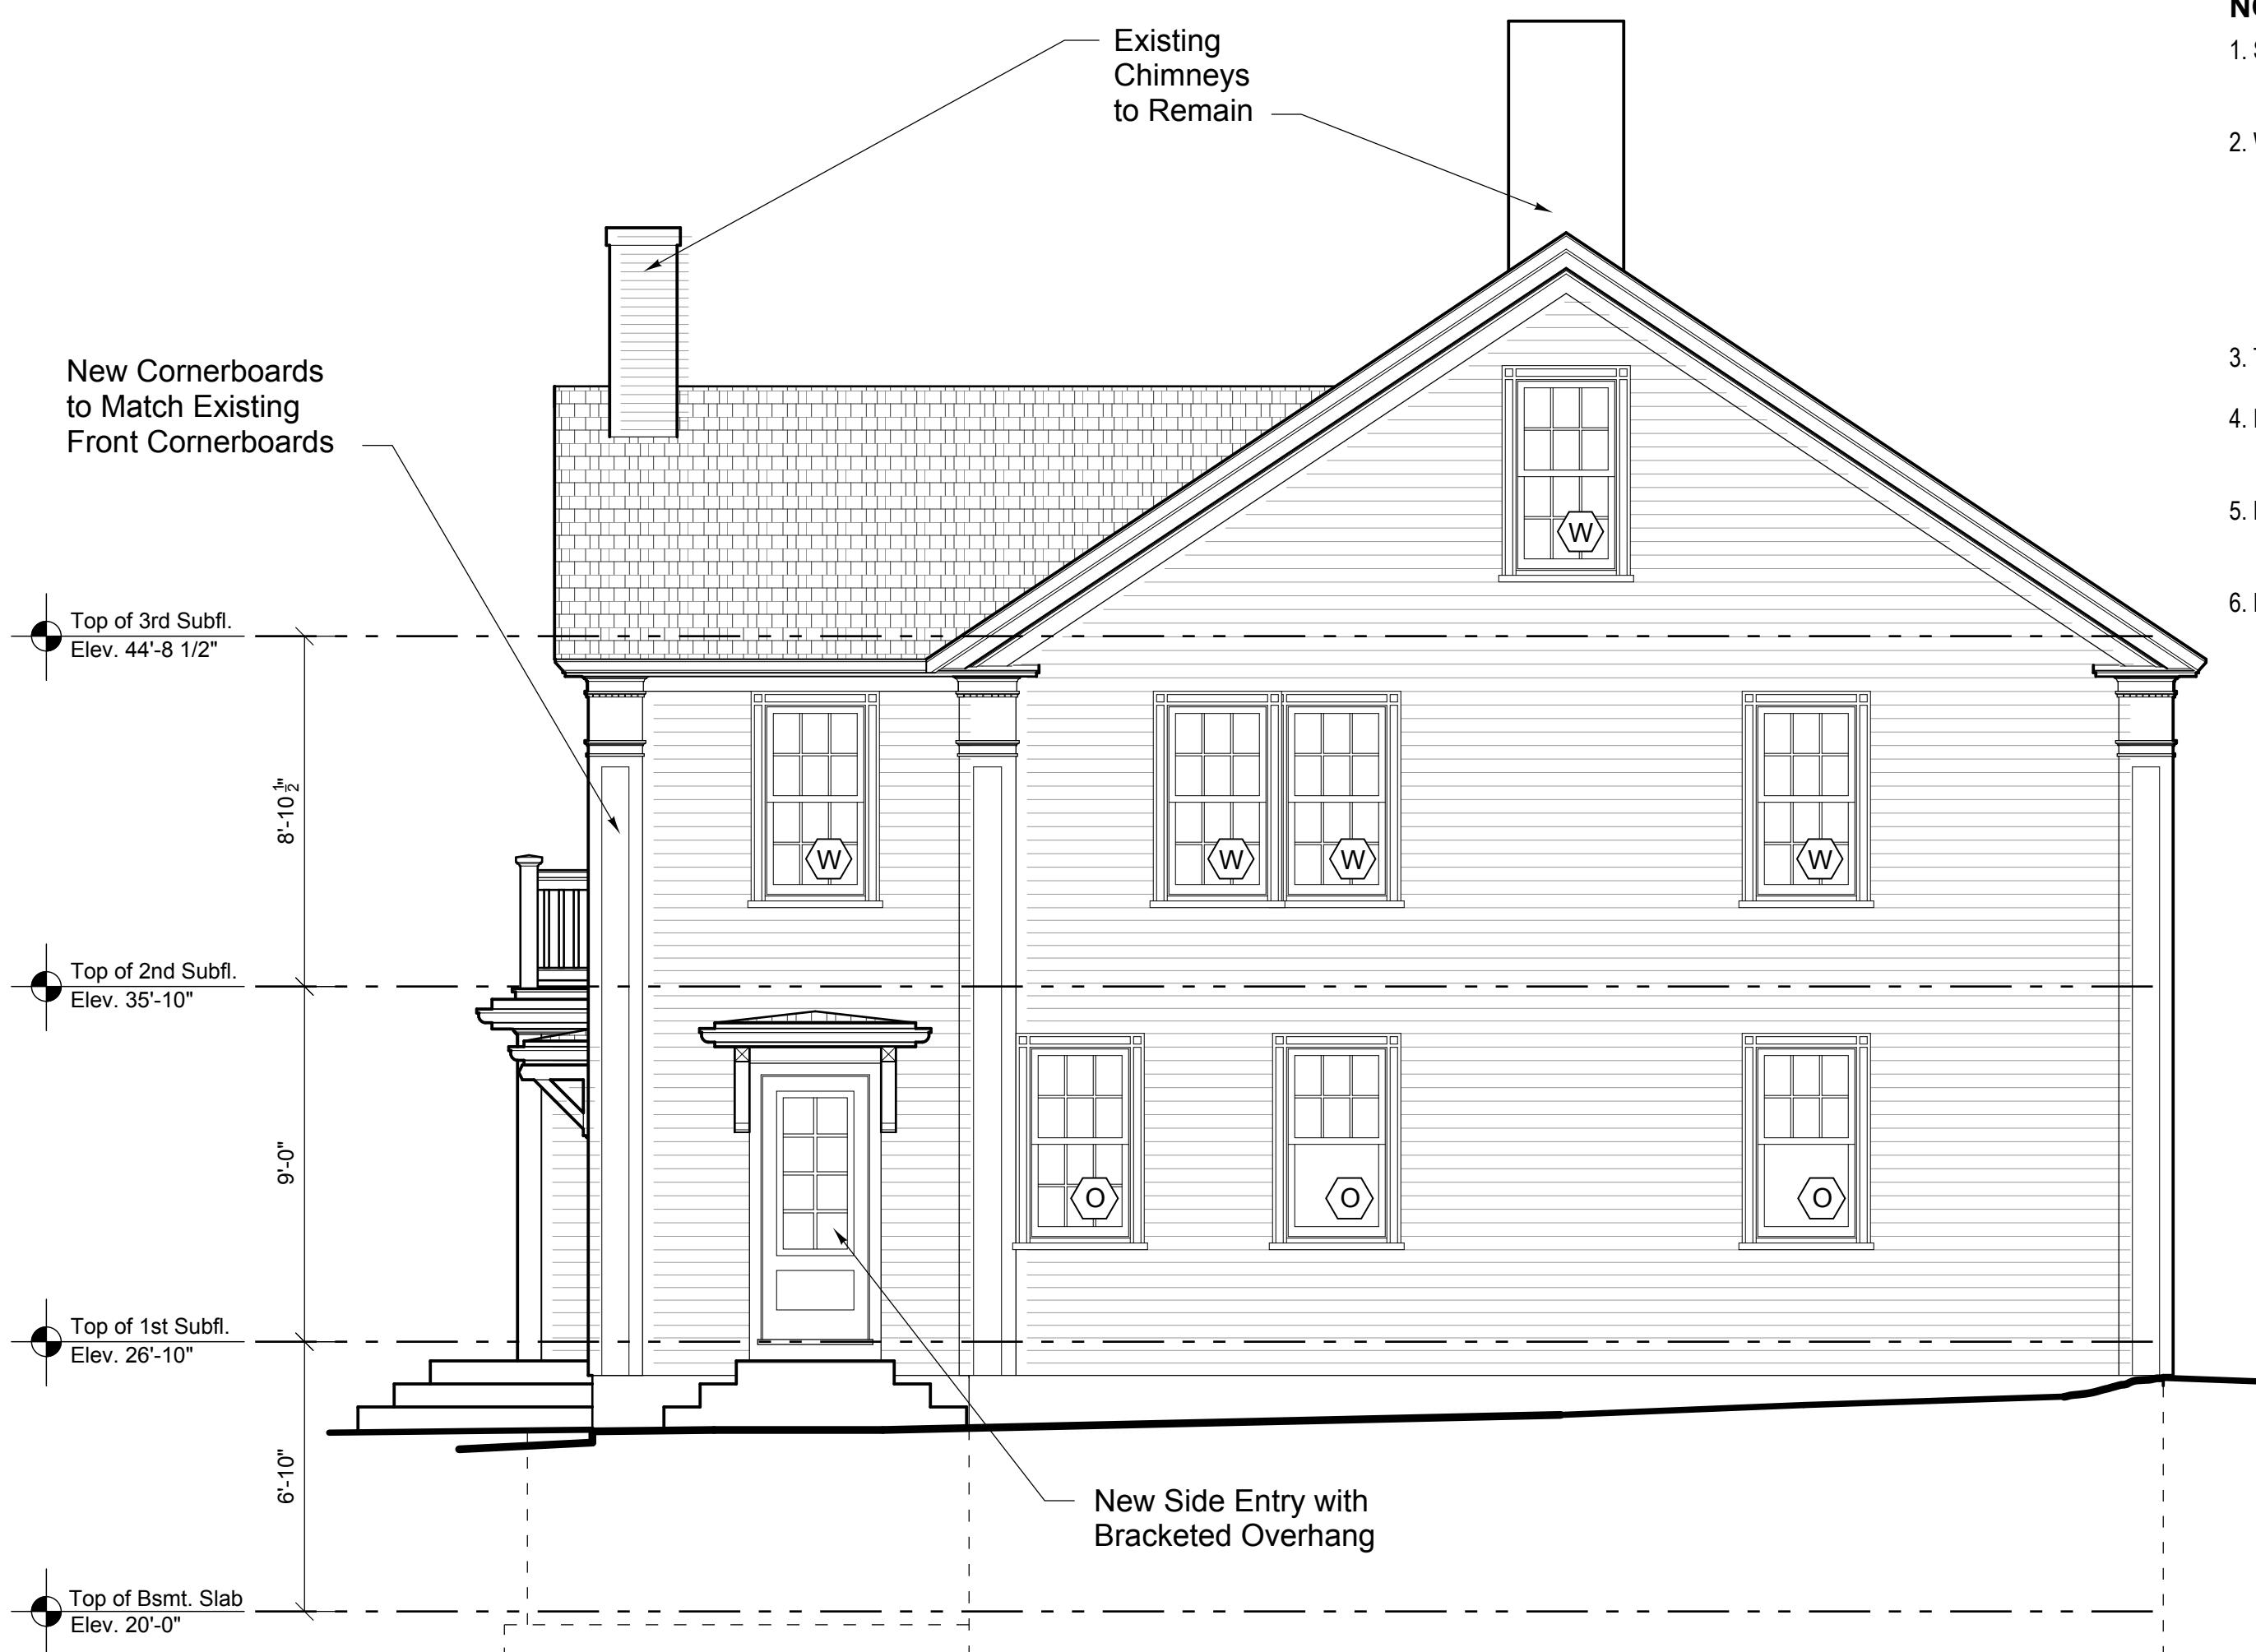 Existing
Chimneys
to Remain
New Cornerboards
to Match Existing
Front Cornerboards
W
Top of 3rd Subfl.
Elev. 44'-8 1/2"
8'-10 1/2"
W
W
W
W
Top of 2nd Subfl.
Elev. 35'-10"
9'-0"
O
O
O
Top of 1st Subfl.
Elev. 26'-10"
6'-10"
New Side Entry with
Bracketed Overhang
Top of Bsmt. Slab
Elev. 20'-0"
1.
2.
3.
4.
5.
6.